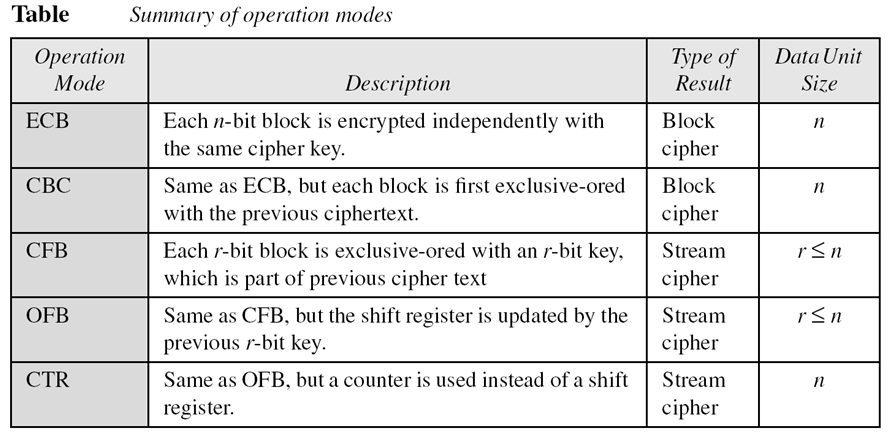 Table Summary of operation modes
Operation Mode Description Type of Result Data Unit Size
ECB Each n-bit block is encrypted independently with Block n
the same cipher key. cipher
CBC Same as ECB, but each block is first exclusive-ored Block n
with the previous ciphertext. cipher
CFB Each r-bit block is exclusive-ored with an r-bit key, Stream r ≤ n
which is part of previous cipher text cipher
OFB Same as CFB, but the shift register is updated by the Stream r ≤ n
previous r-bit key. cipher
CTR Same as OFB, but a counter is used instead of a shift Stream n
register. cipher